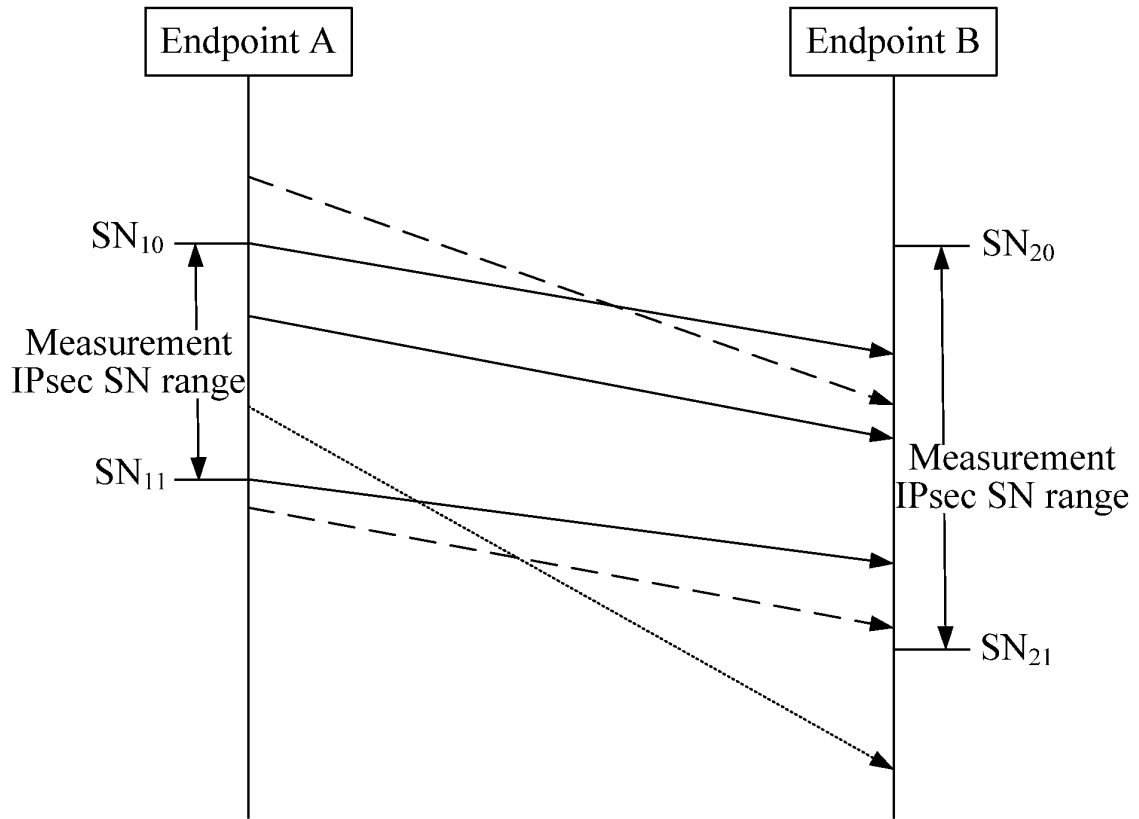 Endpoint A
Endpoint B
SN₁₀
SN₂₀
Measurement
IPsec SN range
SN₁₁
Measurement
IPsec SN range
SN₂₁